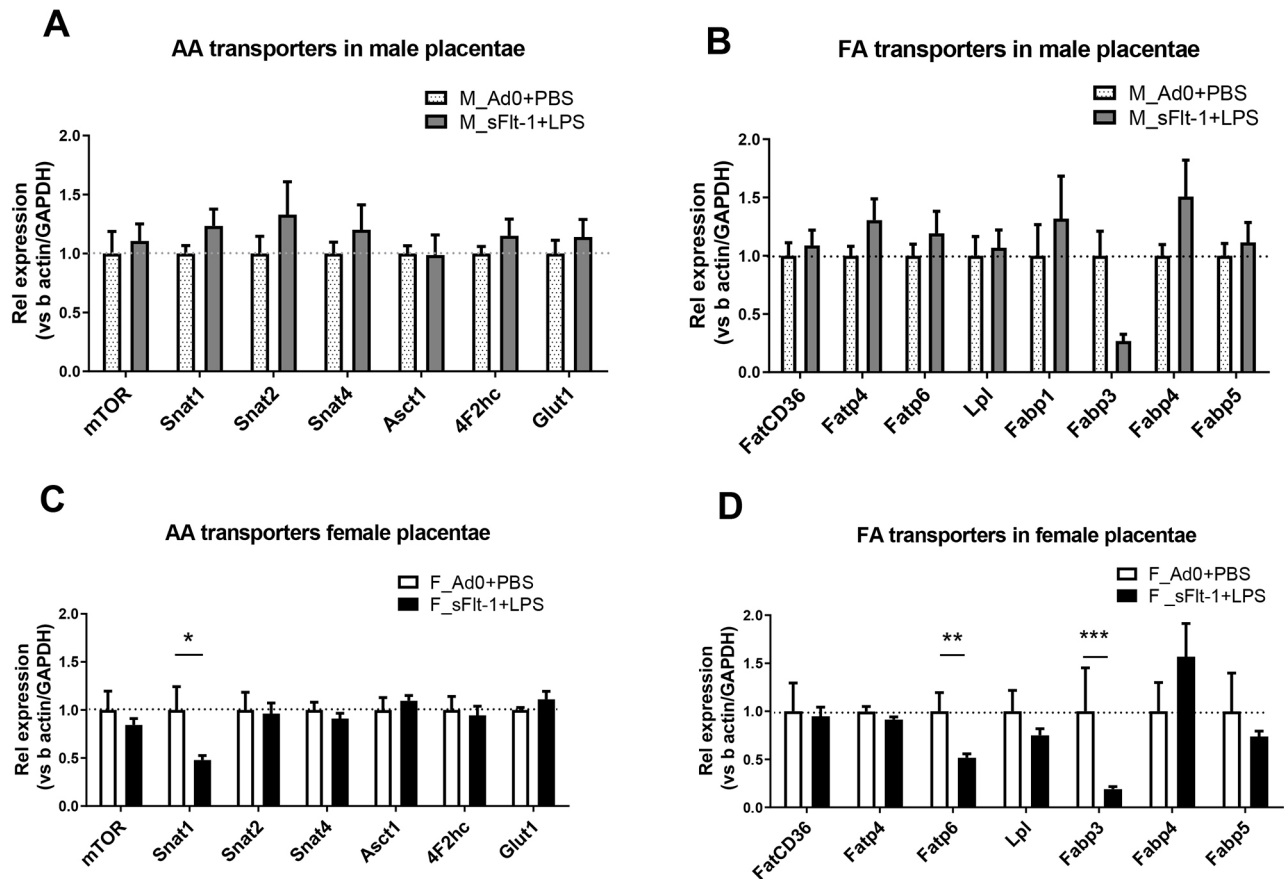 A
AA transporters in male placentae
M_Ad0+PBS
M_sFlt-1+LPS
Rel expression
(vs b actin/GAPDH)
2.0
1.5
1.0
0.5
0.0
mTOR
Snat1
Snat2
Snat4
Asct1
4F2hc
Glut1
B
FA transporters in male placentae
M_Ad0+PBS
M_sFlt-1+LPS
Rel expression
(vs b actin/GAPDH)
2.0
1.5
1.0
0.5
0.0
FatCD36
Fatp4
Fatp6
Lpl
Fabp1
Fabp3
Fabp4
Fabp5
C
AA transporters female placentae
F_Ad0+PBS
F_sFlt-1+LPS
Rel expression
(vs b actin/GAPDH)
2.0
1.5
1.0
0.5
0.0
*
mTOR
Snat1
Snat2
Snat4
Asct1
4F2hc
Glut1
D
FA transporters in female placentae
F_Ad0+PBS
F_sFlt-1+LPS
Rel expression
(vs b actin/GAPDH)
2.0
1.5
1.0
0.5
0.0
**
***
FatCD36
Fatp4
Fatp6
Lpl
Fabp3
Fabp4
Fabp5